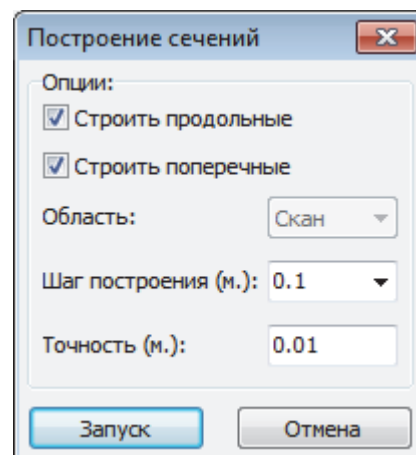 Построение сечений
Опции:
Строить продольные
Строить поперечные
Область: Скан
Шаг построения (м.): 0.1
Точность (м.): 0.01
Запуск Отмена